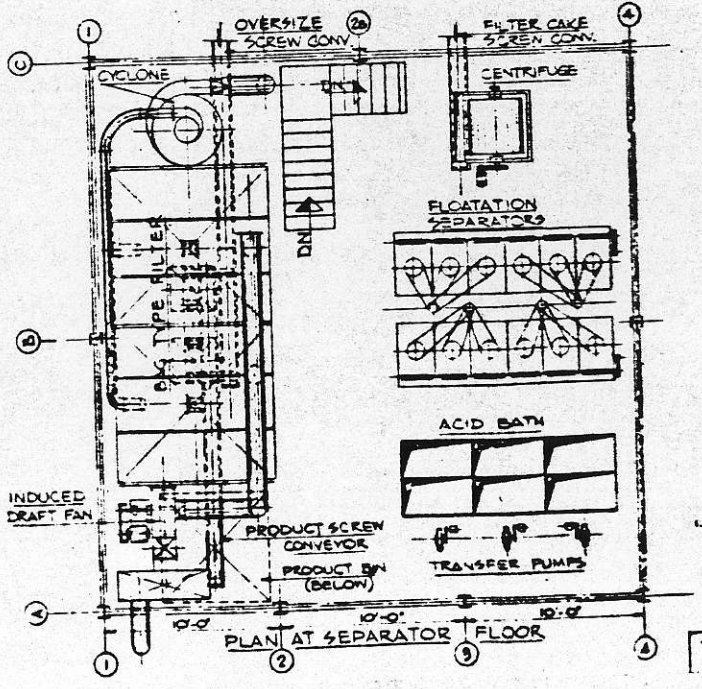 1
OVERSIZE
SCREW CONV.
2a
FILTER CAKE
SCREW CONV.
4
C
CYCLONE
CENTRIFUGE
BAG TYPE FILTER
DN
FLOATATION
SEPARATORS
B
ACID BATH
INDUCED
DRAFT FAN
PRODUCT SCREW
CONVEYOR
PRODUCT BIN
(BELOW)
TRANSFER PUMPS
A
10'-0"
10'-0"
10'-0"
PLAN AT SEPARATOR FLOOR
1
2
3